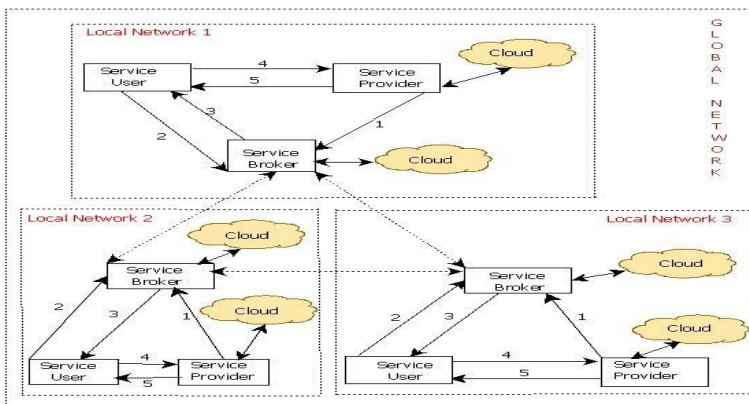 Local Network 1
Service
User
4
5
Service
Provider
Cloud
3
2
1
Service
Broker
Cloud
GLOBAL NETWORK
Local Network 2
Cloud
Service
Broker
2
3
1
Cloud
4
5
Service
User
Service
Provider
Local Network 3
Cloud
Service
Broker
2
3
1
Cloud
4
5
Service
User
Service
Provider